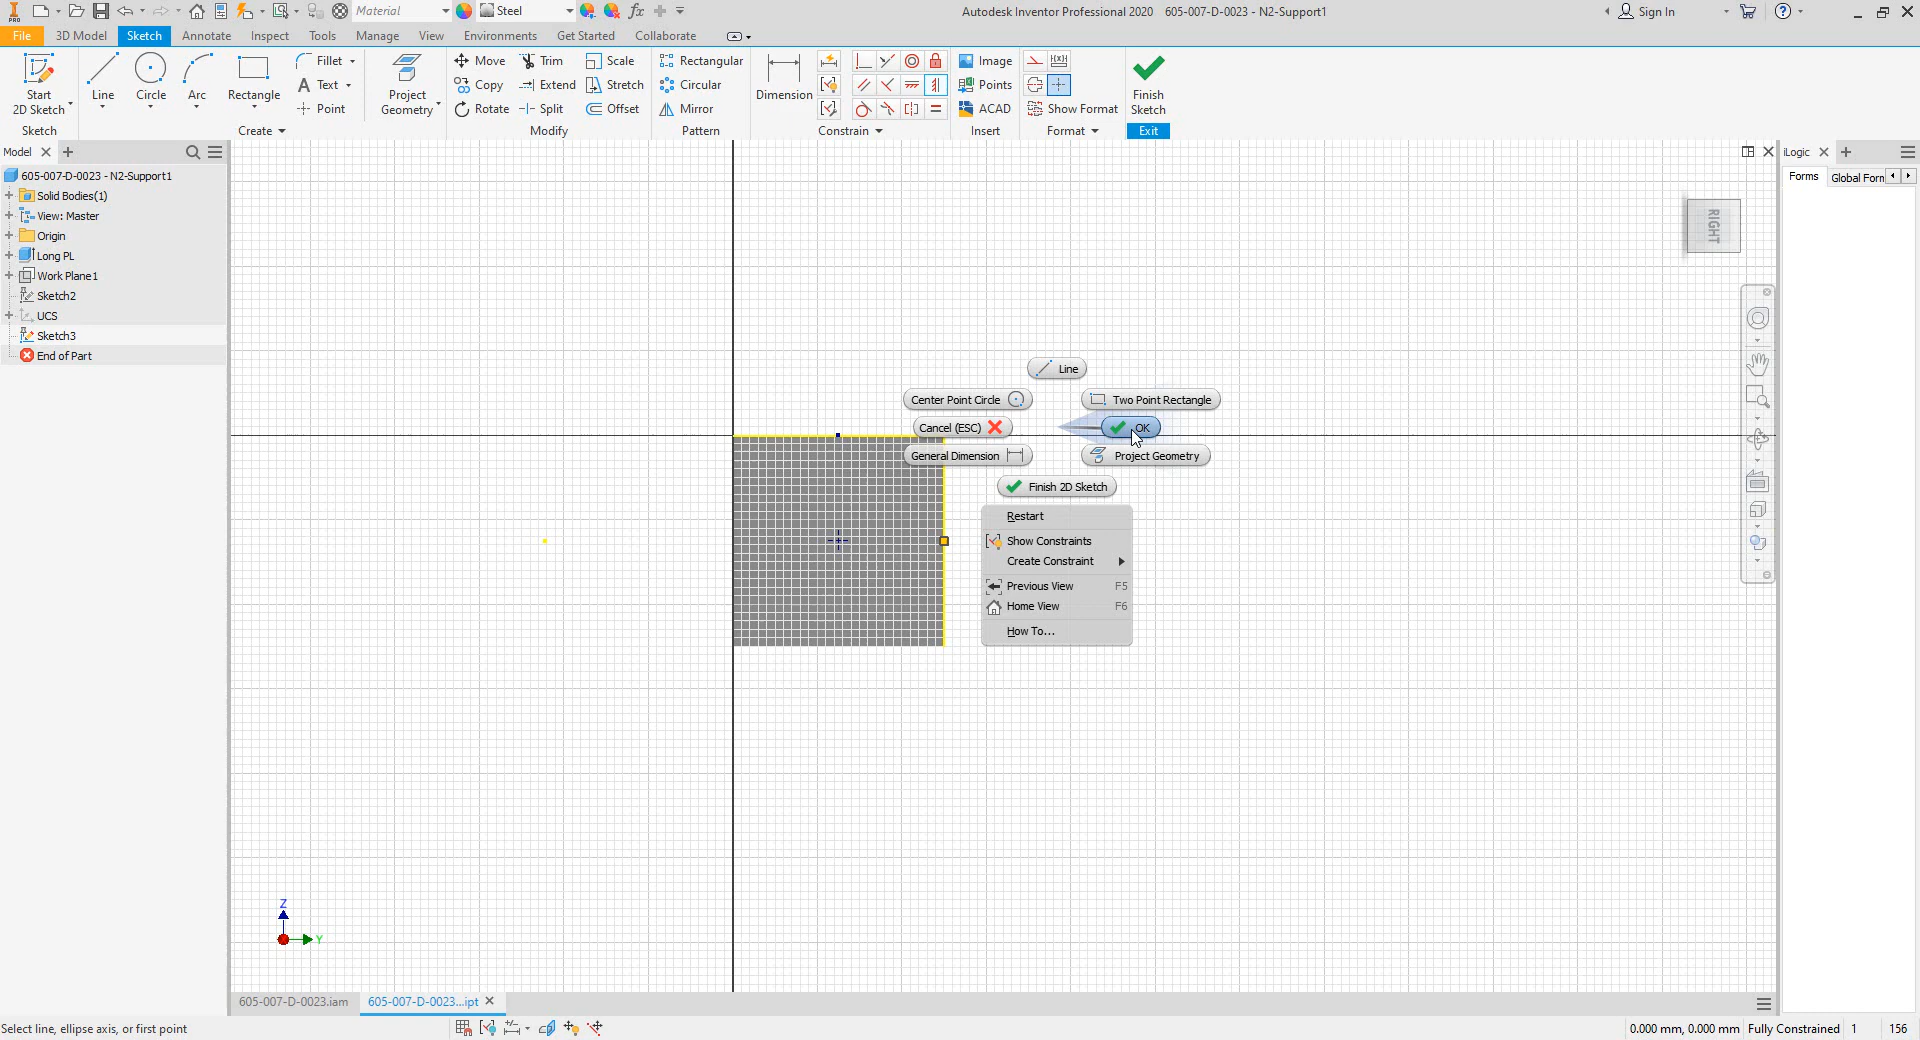 PRO
Material
Steel
fx
Autodesk Inventor Professional 2020 605-007-D-0023 - N2-Support1
Sign In
File 3D Model Sketch Annotate Inspect Tools Manage View Environments Get Started Collaborate
Start
2D Sketch
Line
Circle
Arc
Rectangle
Fillet
Text
Point
Project
Geometry
Move
Copy
Rotate
Trim
Extend
Split
Scale
Stretch
Offset
Rectangular
Circular
Mirror
Dimension
Image
Points
ACAD
Show Format
Finish
Sketch
Sketch
Create
Modify
Pattern
Constrain
Insert
Format
Exit
Model
605-007-D-0023 - N2-Support1
Solid Bodies(1)
View: Master
Origin
Long PL
Work Plane1
Sketch2
UCS
Sketch3
End of Part
iLogic
Forms Global Form
RIGHT
Line
Center Point Circle
Two Point Rectangle
Cancel (ESC)
OK
General Dimension
Project Geometry
Finish 2D Sketch
Restart
Show Constraints
Create Constraint
Previous View F5
Home View F6
How To...
Z
Y
605-007-D-0023.iam 605-007-D-0023...ipt
Select line, ellipse axis, or first point
0.000 mm, 0.000 mm Fully Constrained 1 156